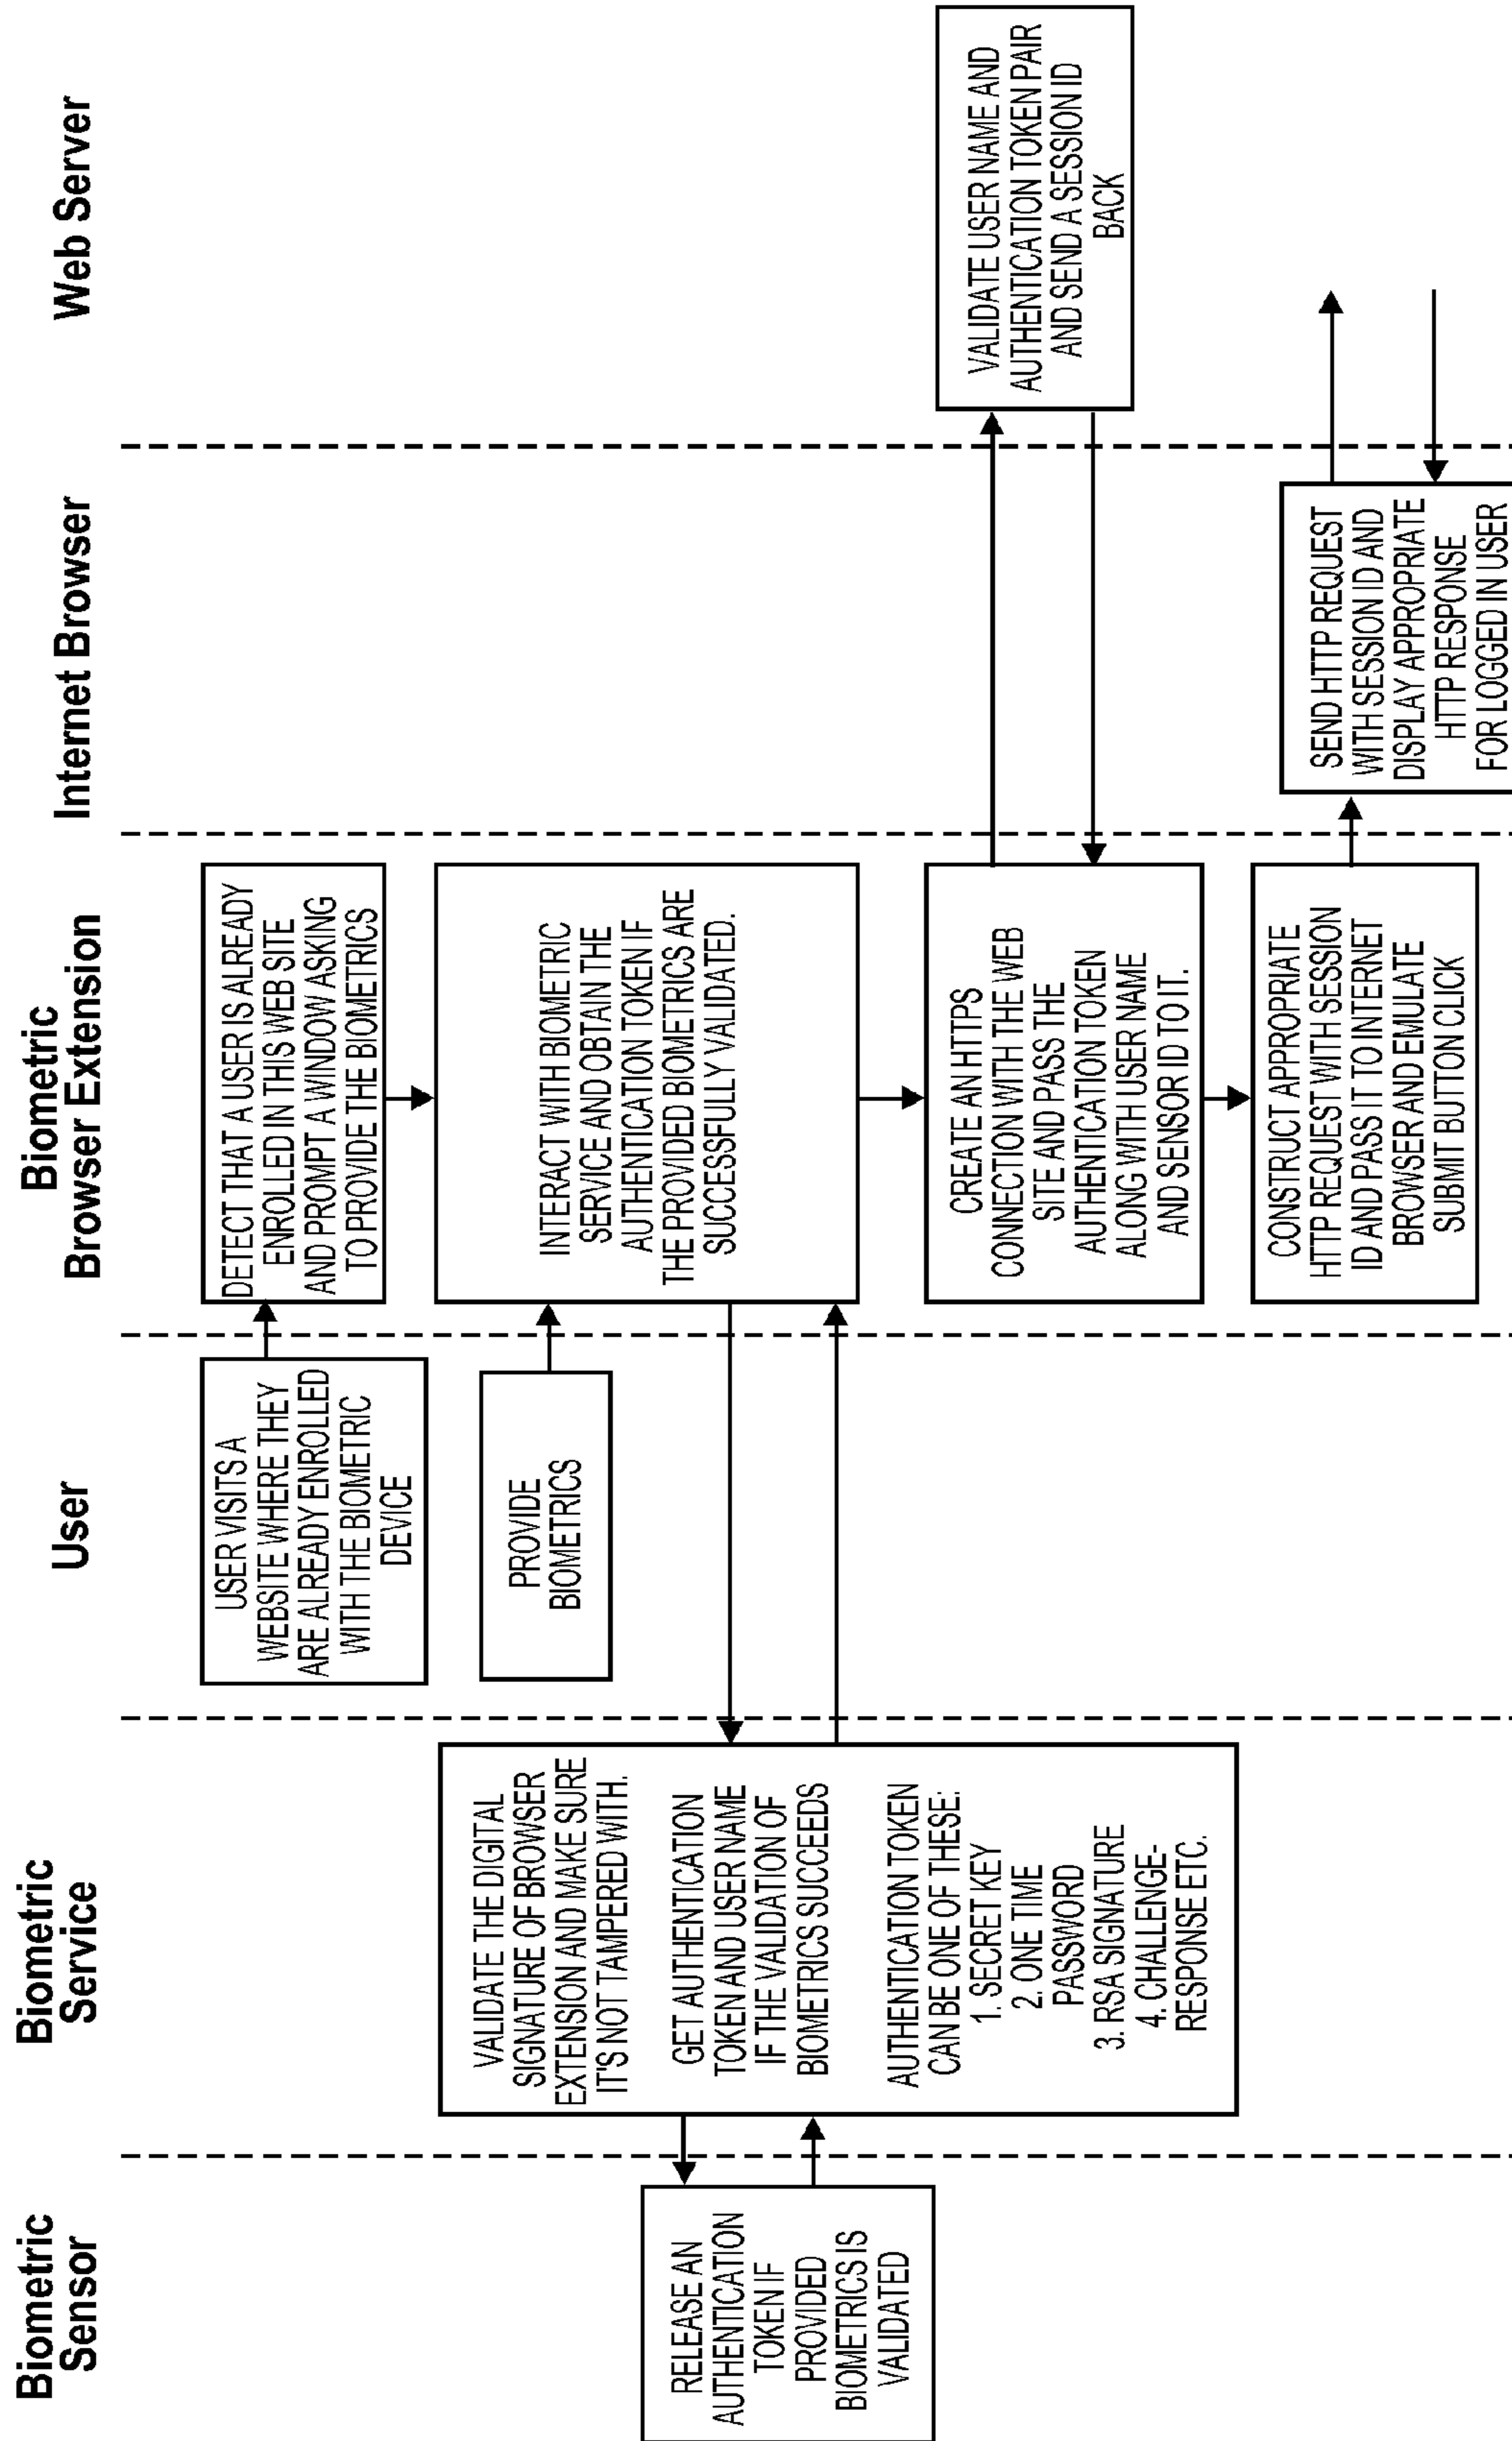 Biometric
Sensor
Biometric
Service
User
Biometric
Browser Extension
Internet Browser
Web Server
USER VISITS A
WEBSITE WHERE THEY
ARE ALREADY ENROLLED
WITH THE BIOMETRIC
DEVICE
DETECT THAT A USER IS ALREADY
ENROLLED IN THIS WEB SITE
AND PROMPT A WINDOW ASKING
TO PROVIDE THE BIOMETRICS
PROVIDE
BIOMETRICS
INTERACT WITH BIOMETRIC
SERVICE AND OBTAIN THE
AUTHENTICATION TOKEN IF
THE PROVIDED BIOMETRICS ARE
SUCCESSFULLY VALIDATED.
VALIDATE THE DIGITAL
SIGNATURE OF BROWSER
EXTENSION AND MAKE SURE
IT'S NOT TAMPERED WITH.
GET AUTHENTICATION
TOKEN AND USER NAME
IF THE VALIDATION OF
BIOMETRICS SUCCEEDS
AUTHENTICATION TOKEN
CAN BE ONE OF THESE:
1. SECRET KEY
2. ONE TIME
PASSWORD
3. RSA SIGNATURE
4. CHALLENGE-
RESPONSE ETC.
RELEASE AN
AUTHENTICATION
TOKEN IF
PROVIDED
BIOMETRICS IS
VALIDATED
CREATE AN HTTPS
CONNECTION WITH THE WEB
SITE AND PASS THE
AUTHENTICATION TOKEN
ALONG WITH USER NAME
AND SENSOR ID TO IT.
VALIDATE USER NAME AND
AUTHENTICATION TOKEN PAIR
AND SEND A SESSION ID
BACK
CONSTRUCT APPROPRIATE
HTTP REQUEST WITH SESSION
ID AND PASS IT TO INTERNET
BROWSER AND EMULATE
SUBMIT BUTTON CLICK
SEND HTTP REQUEST
WITH SESSION ID AND
DISPLAY APPROPRIATE
HTTP RESPONSE
FOR LOGGED IN USER